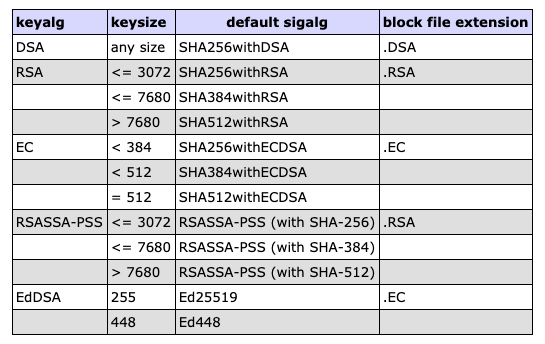 keyalg keysize default sigalg block file extension
DSA any size SHA256withDSA .DSA
RSA <= 3072 SHA256withRSA .RSA
<= 7680 SHA384withRSA
> 7680 SHA512withRSA
EC < 384 SHA256withECDSA .EC
< 512 SHA384withECDSA
= 512 SHA512withECDSA
RSASSA-PSS <= 3072 RSASSA-PSS (with SHA-256) .RSA
<= 7680 RSASSA-PSS (with SHA-384)
> 7680 RSASSA-PSS (with SHA-512)
EdDSA 255 Ed25519 .EC
448 Ed448